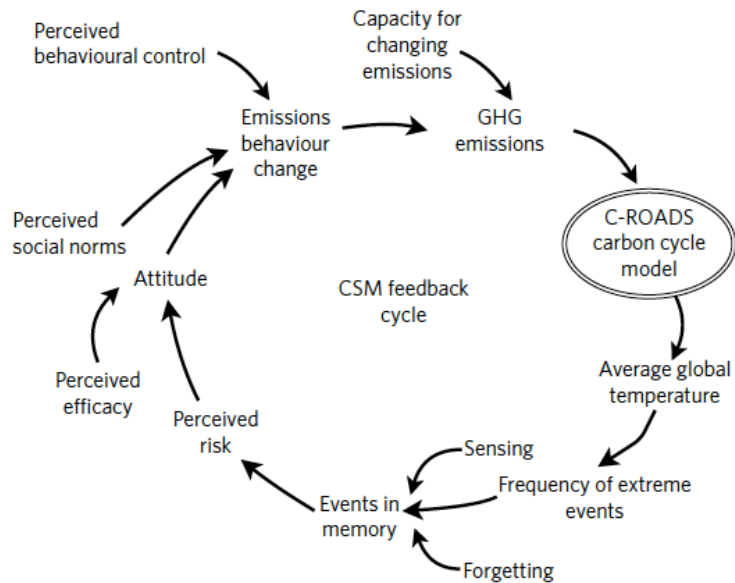 Perceived
behavioural control
Capacity for
changing
emissions
Emissions
behaviour
change
GHG
emissions
C-ROADS
carbon cycle
model
Perceived
social norms
Attitude
CSM feedback
cycle
Perceived
efficacy
Average global
temperature
Perceived
risk
Sensing
Frequency of extreme
events
Events in
memory
Forgetting